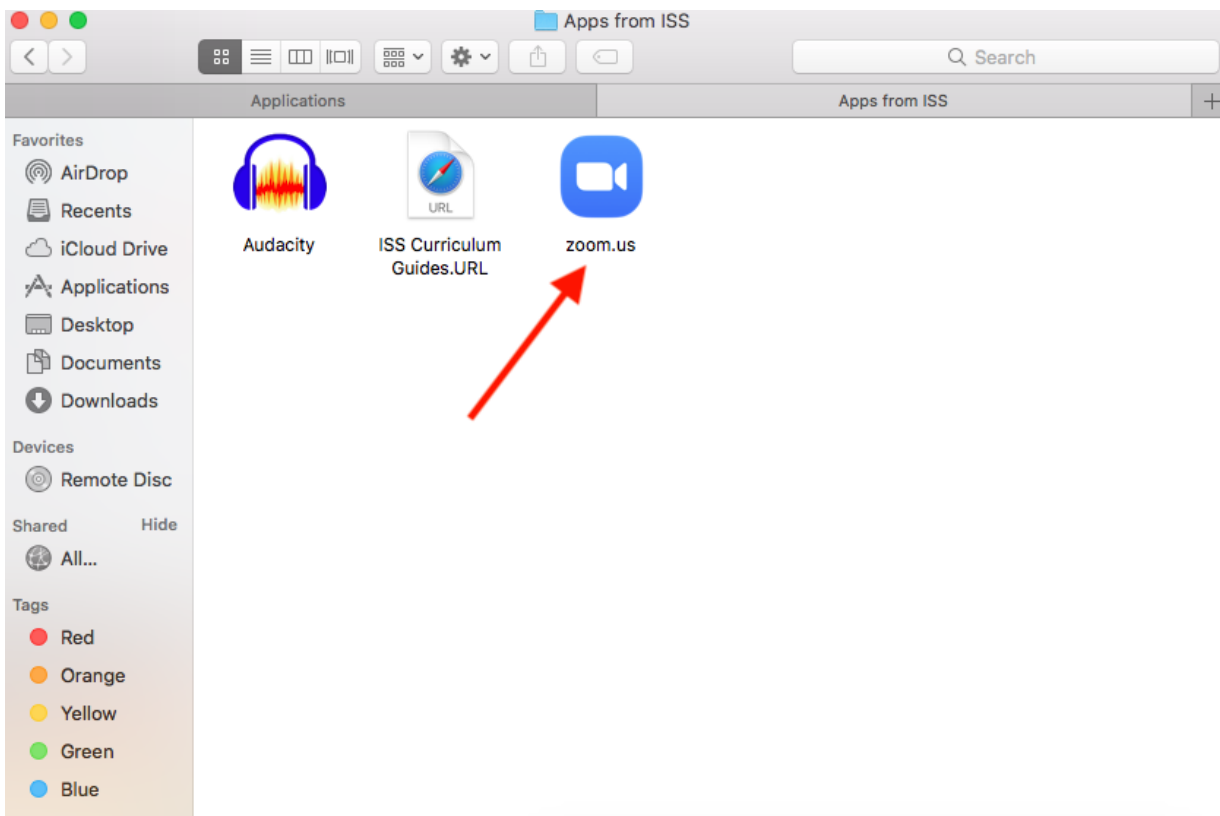 Apps from ISS
Search
Applications
Apps from ISS
Favorites
AirDrop
Recents
iCloud Drive
Applications
Desktop
Documents
Downloads
Devices
Remote Disc
Shared Hide
All...
Tags
Red
Orange
Yellow
Green
Blue
URL
Audacity
ISS Curriculum
Guides.URL
zoom.us